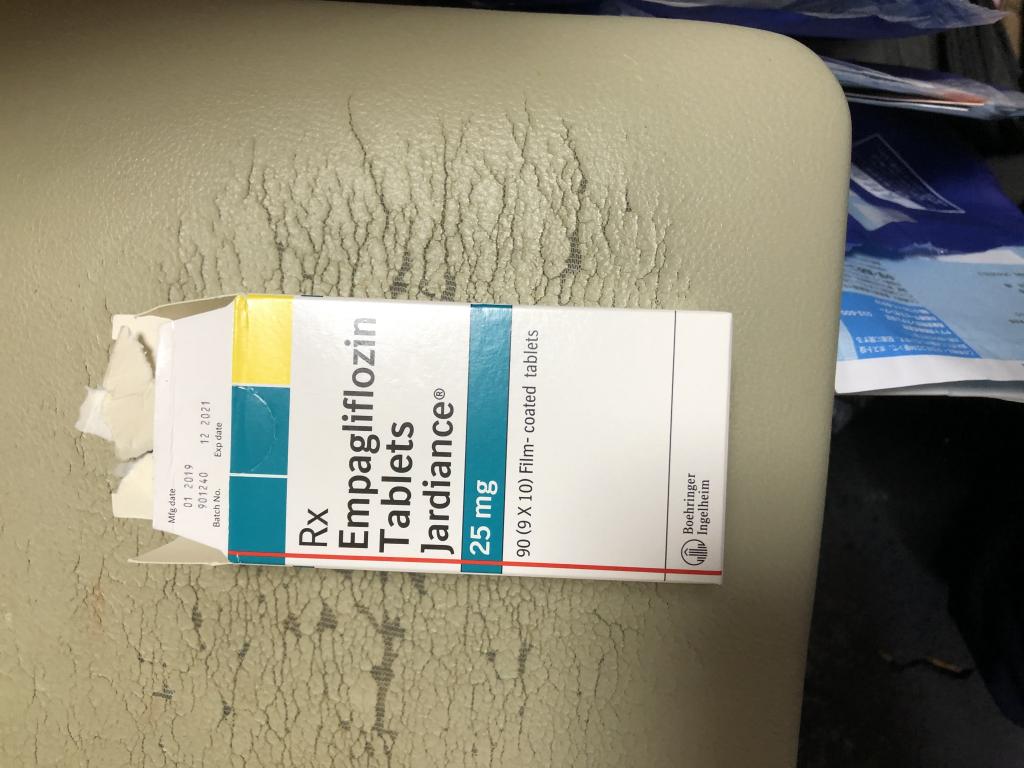 Rx
Empagliflozin
Tablets
Jardiance®
25 mg
90 (9 X 10) Film- coated tablets
Boehringer
Ingelheim
Mfg date
01 2019
901240
12 2021
Batch No.
Exp date